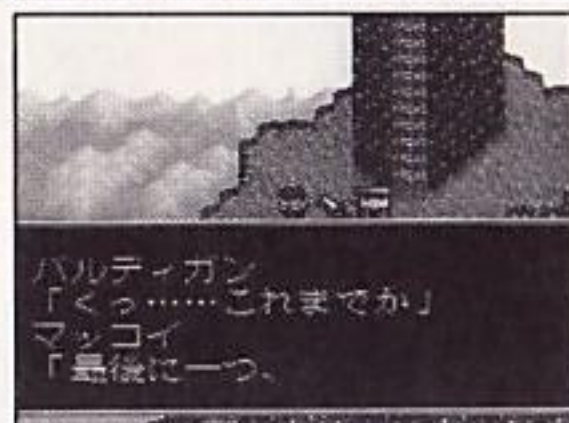 バルティガン
「くっ……これまでか」
マッコイ
「最後に一つ、